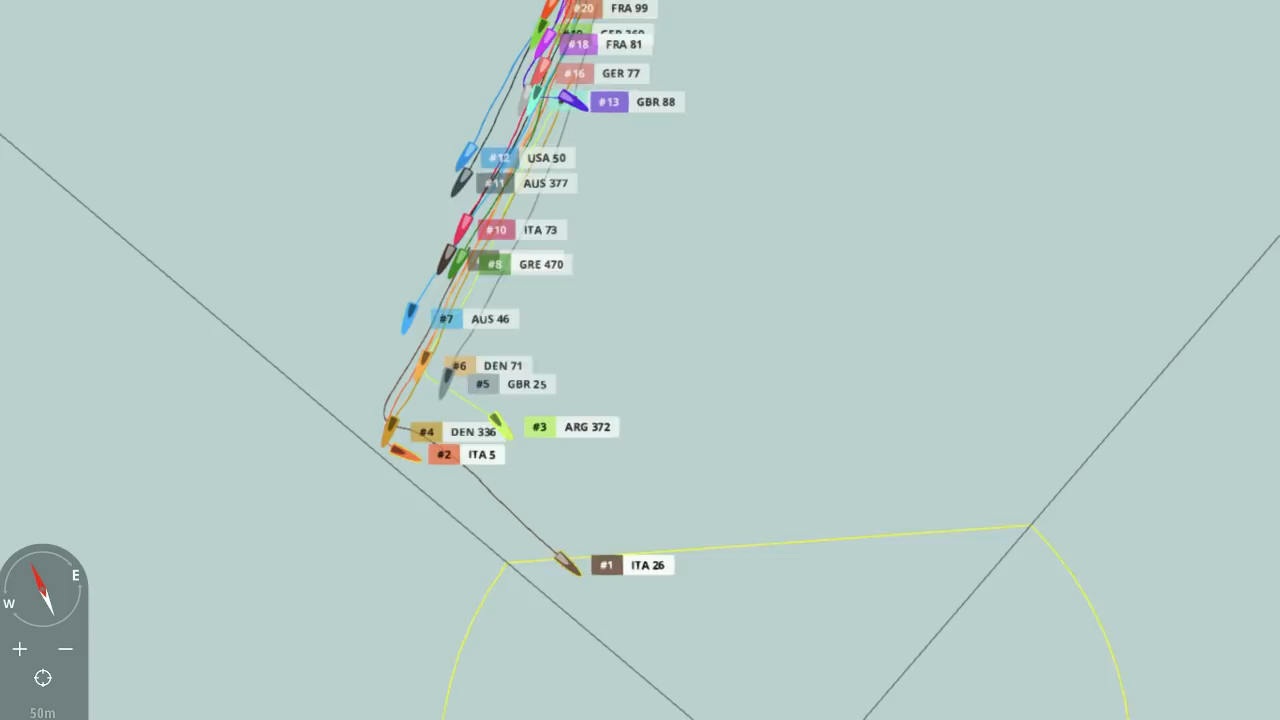 #20 FRA 99
#18 FRA 81
#16 GER 77
#13 GBR 88
#12 USA 50
#11 AUS 377
#10 ITA 73
#8 GRE 470
#7 AUS 46
#6 DEN 71
#5 GBR 25
#3 ARG 372
#4 DEN 336
#2 ITA 5
#1 ITA 26
E
W
+ −
50m